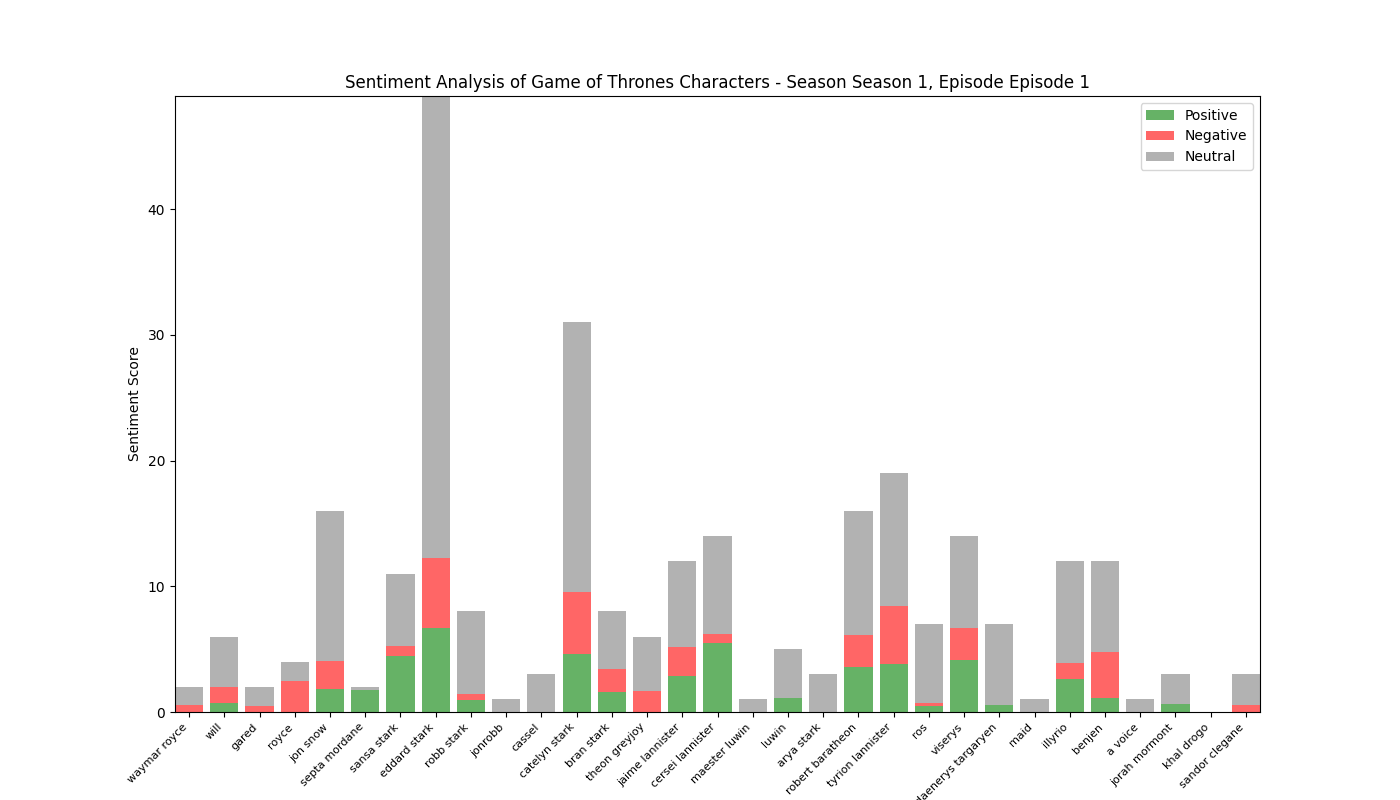 Sentiment Analysis of Game of Thrones Characters - Season Season 1, Episode Episode 1
Positive
Negative
Neutral
Sentiment Score
40
30
20
10
0
waymar royce
will
gared
royce
jon snow
septa mordane
sansa stark
eddard stark
robb stark
jonrobb
cassel
catelyn stark
bran stark
theon greyjoy
jaime lannister
cersei lannister
maester luwin
luwin
arya stark
robert baratheon
tyrion lannister
ros
viserys
daenerys targaryen
maid
illyrio
benjen
a voice
jorah mormont
khal drogo
sandor clegane